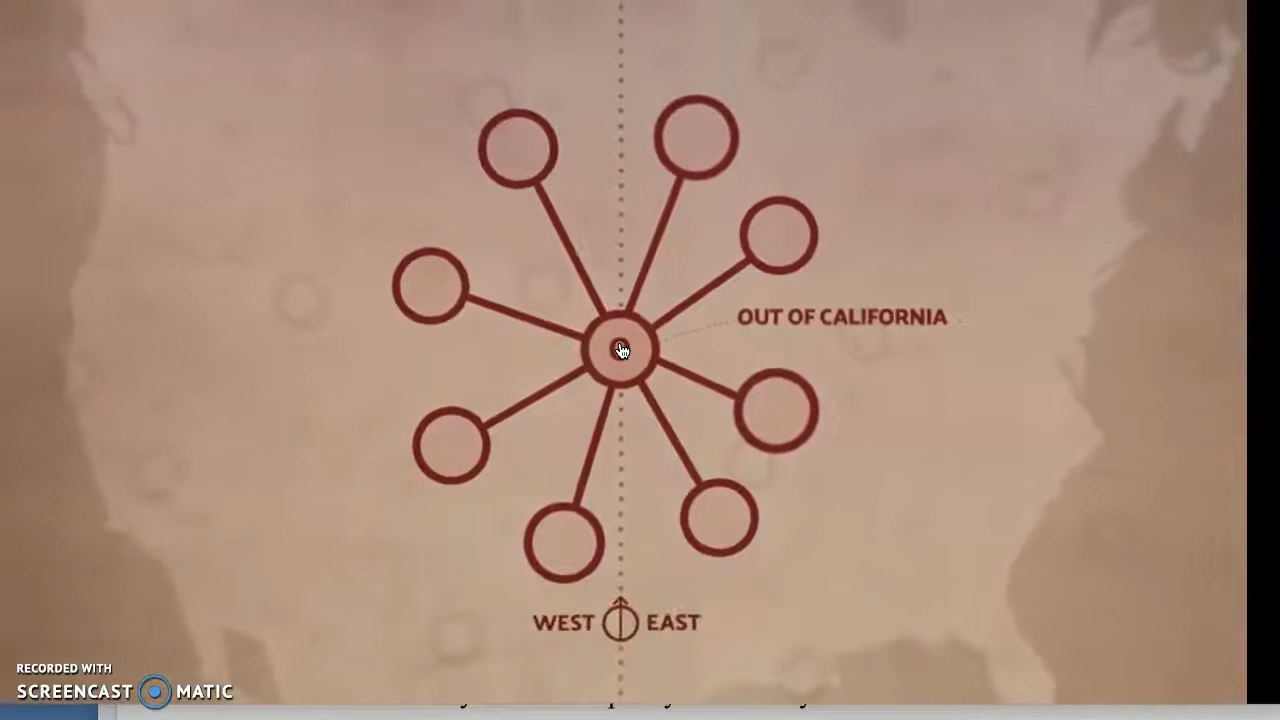 OUT OF CALIFORNIA
WEST EAST
RECORDED WITH
SCREENCAST MATIC